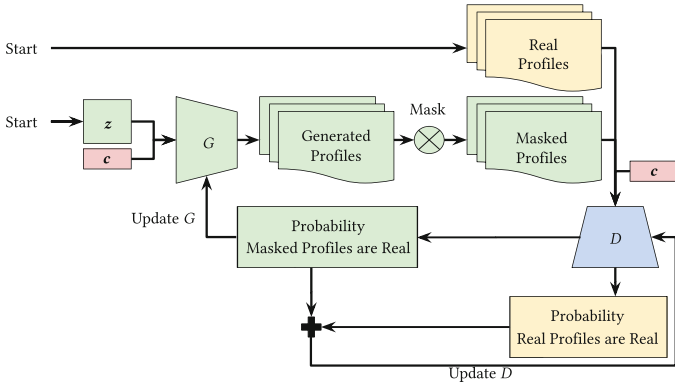 Start
Real
Profiles
Start
z
c
G
Generated
Profiles
Mask
Masked
Profiles
c
Update G
Probability
Masked Profiles are Real
D
Probability
Real Profiles are Real
Update D